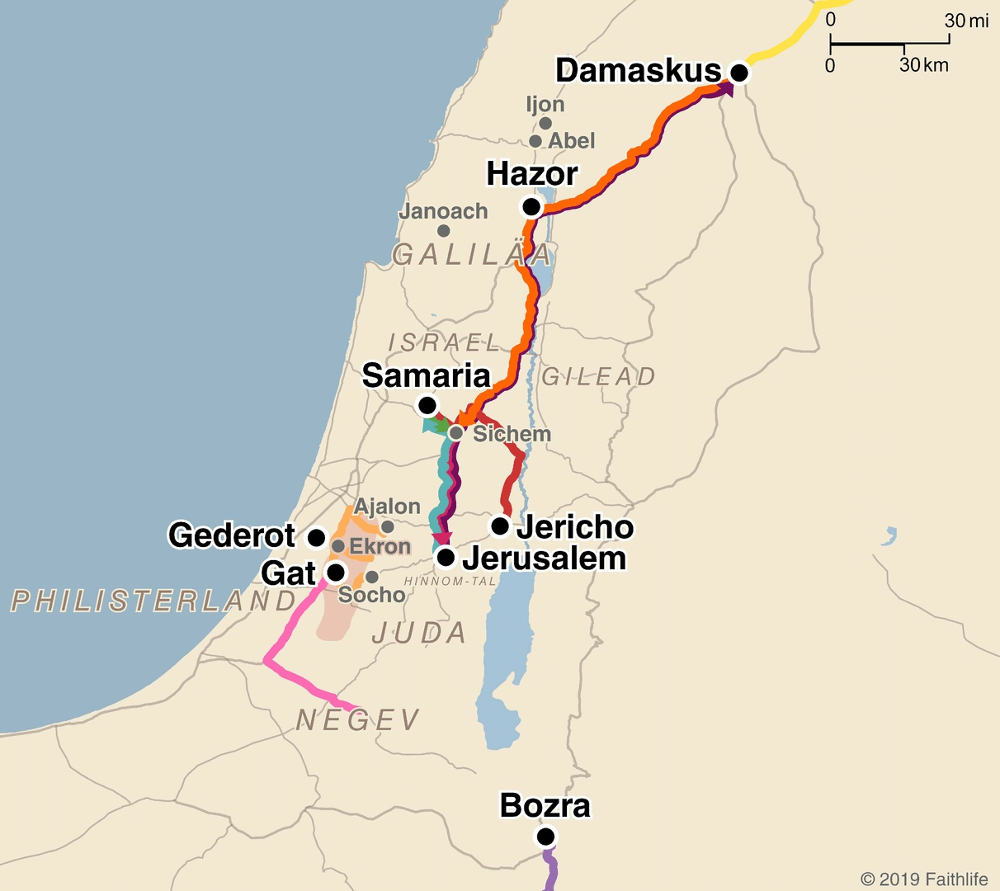 0 30 mi
0 30 km
Damaskus
Ijon
Abel
Hazor
Janoach
GALILÄA
ISRAEL
Samaria
GILEAD
Sichem
Ajalon
Gederot
Ekron
Jericho
Jerusalem
Gat
HINNOM-TAL
Socho
PHILISTERLAND
JUDA
NEGEV
Bozra
© 2019 Faithlife